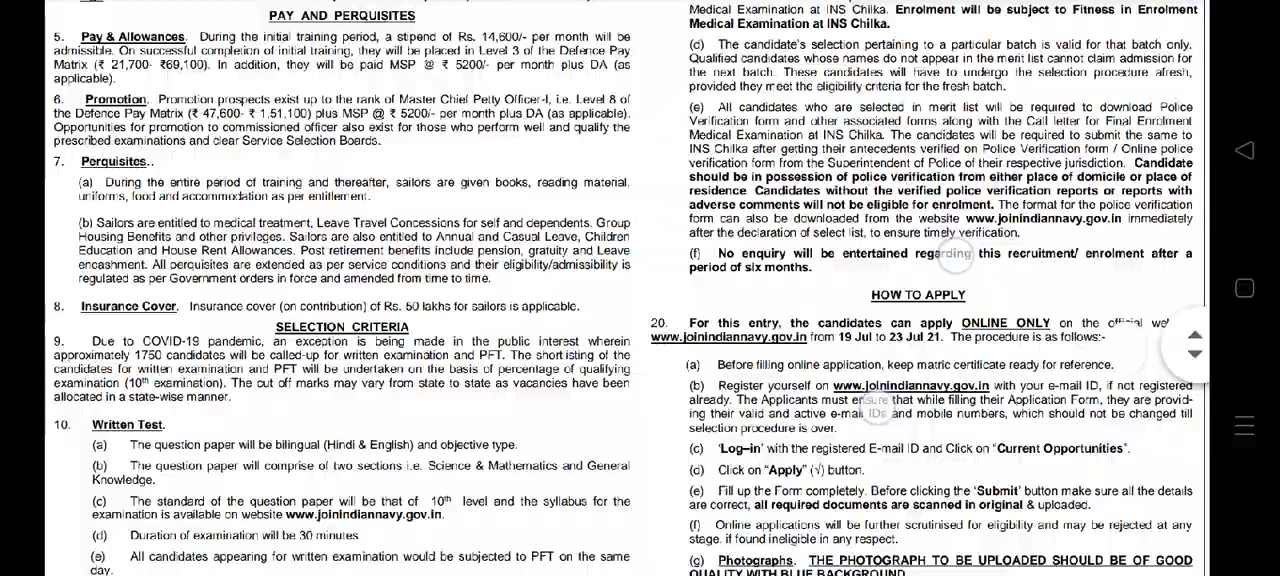 PAY AND PERQUISITES
5. Pay & Allowances. During the initial training period, a stipend of Rs. 14,600/- per month will be
admissible. On successful completion of initial training, they will be placed in Level 3 of the Defence Pay
Matrix (₹ 21,700- ₹69,100). In addition, they will be paid MSP @ ₹ 5200/- per month plus DA (as
applicable).
6. Promotion. Promotion prospects exist up to the rank of Master Chief Petty Officer-I, i.e. Level 8 of
the Defence Pay Matrix (₹ 47,600- ₹ 1,51,100) plus MSP @ ₹ 5200/- per month plus DA (as applicable).
Opportunities for promotion to commissioned officer also exist for those who perform well and qualify the
prescribed examinations and clear Service Selection Boards.
7. Perquisites..
(a) During the entire period of training and thereafter, sailors are given books, reading material,
uniforms, food and accommodation as per entitlement.
(b) Sailors are entitled to medical treatment, Leave Travel Concessions for self and dependents, Group
Housing Benefits and other privileges. Sailors are also entitled to Annual and Casual Leave, Children
Education and House Rent Allowances. Post retirement benefits include pension, gratuity and Leave
encashment. All perquisites are extended as per service conditions and their eligibility/admissibility is
regulated as per Government orders in force and amended from time to time.
8. Insurance Cover. Insurance cover (on contribution) of Rs. 50 lakhs for sailors is applicable.
SELECTION CRITERIA
9. Due to COVID-19 pandemic, an exception is being made in the public interest wherein
approximately 1750 candidates will be called-up for written examination and PFT. The shortlisting of the
candidates for written examination and PFT will be undertaken on the basis of percentage of qualifying
examination (10th examination). The cut off marks may vary from state to state as vacancies have been
allocated in a state-wise manner.
10. Written Test.
(a) The question paper will be bilingual (Hindi & English) and objective type.
(b) The question paper will comprise of two sections i.e. Science & Mathematics and General
Knowledge.
(c) The standard of the question paper will be that of 10th level and the syllabus for the
examination is available on website www.joinindiannavy.gov.in.
(d) Duration of examination will be 30 minutes
(e) All candidates appearing for written examination would be subjected to PFT on the same
day.
Medical Examination at INS Chilka. Enrolment will be subject to Fitness in Enrolment
Medical Examination at INS Chilka.
(d) The candidate's selection pertaining to a particular batch is valid for that batch only.
Qualified candidates whose names do not appear in the merit list cannot claim admission for
the next batch. These candidates will have to undergo the selection procedure afresh,
provided they meet the eligibility criteria for the fresh batch.
(e) All candidates who are selected in merit list will be required to download Police
Verification form and other associated forms along with the Call letter for Final Enrolment
Medical Examination at INS Chilka. The candidates will be required to submit the same to
INS Chilka after getting their antecedents verified on Police Verification form / Online police
verification form from the Superintendent of Police of their respective jurisdiction. Candidate
should be in possession of police verification from either place of domicile or place of
residence. Candidates without the verified police verification reports or reports with
adverse comments will not be eligible for enrolment. The format for the police verification
form can also be downloaded from the website www.joinindiannavy.gov.in immediately
after the declaration of select list, to ensure timely verification.
(f) No enquiry will be entertained regarding this recruitment/ enrolment after a
period of six months.
HOW TO APPLY
20. For this entry, the candidates can apply ONLINE ONLY on the
www.joinindiannavy.gov.in from 19 Jul to 23 Jul 21. The procedure is as follows:-
(a) Before filling online application, keep matric certificate ready for reference.
(b) Register yourself on www.joinindiannavy.gov.in with your e-mail ID, if not registered
already. The Applicants must ensure that while filling their Application Form, they are provid-
ing their valid and active e-mail IDs and mobile numbers, which should not be changed till
selection procedure is over.
(c) 'Log–in' with the registered E-mail ID and Click on "Current Opportunities".
(d) Click on "Apply" (√) button.
(e) Fill up the Form completely. Before clicking the 'Submit' button make sure all the details
are correct, all required documents are scanned in original & uploaded.
(f) Online applications will be further scrutinised for eligibility and may be rejected at any
stage, if found ineligible in any respect.
(g) Photographs. THE PHOTOGRAPH TO BE UPLOADED SHOULD BE OF GOOD
QUALITY WITH BLUE BACKGROUND